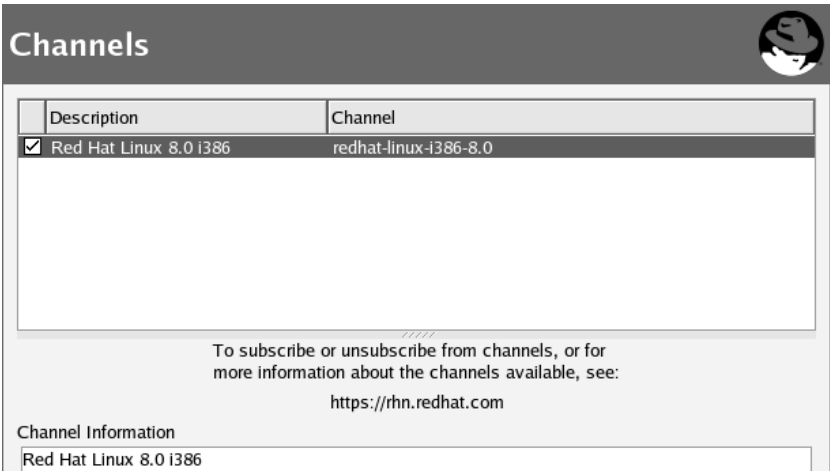 Channels
Description Channel
Red Hat Linux 8.0 i386 redhat-linux-i386-8.0
To subscribe or unsubscribe from channels, or for
more information about the channels available, see:
https://rhn.redhat.com
Channel Information
Red Hat Linux 8.0 i386